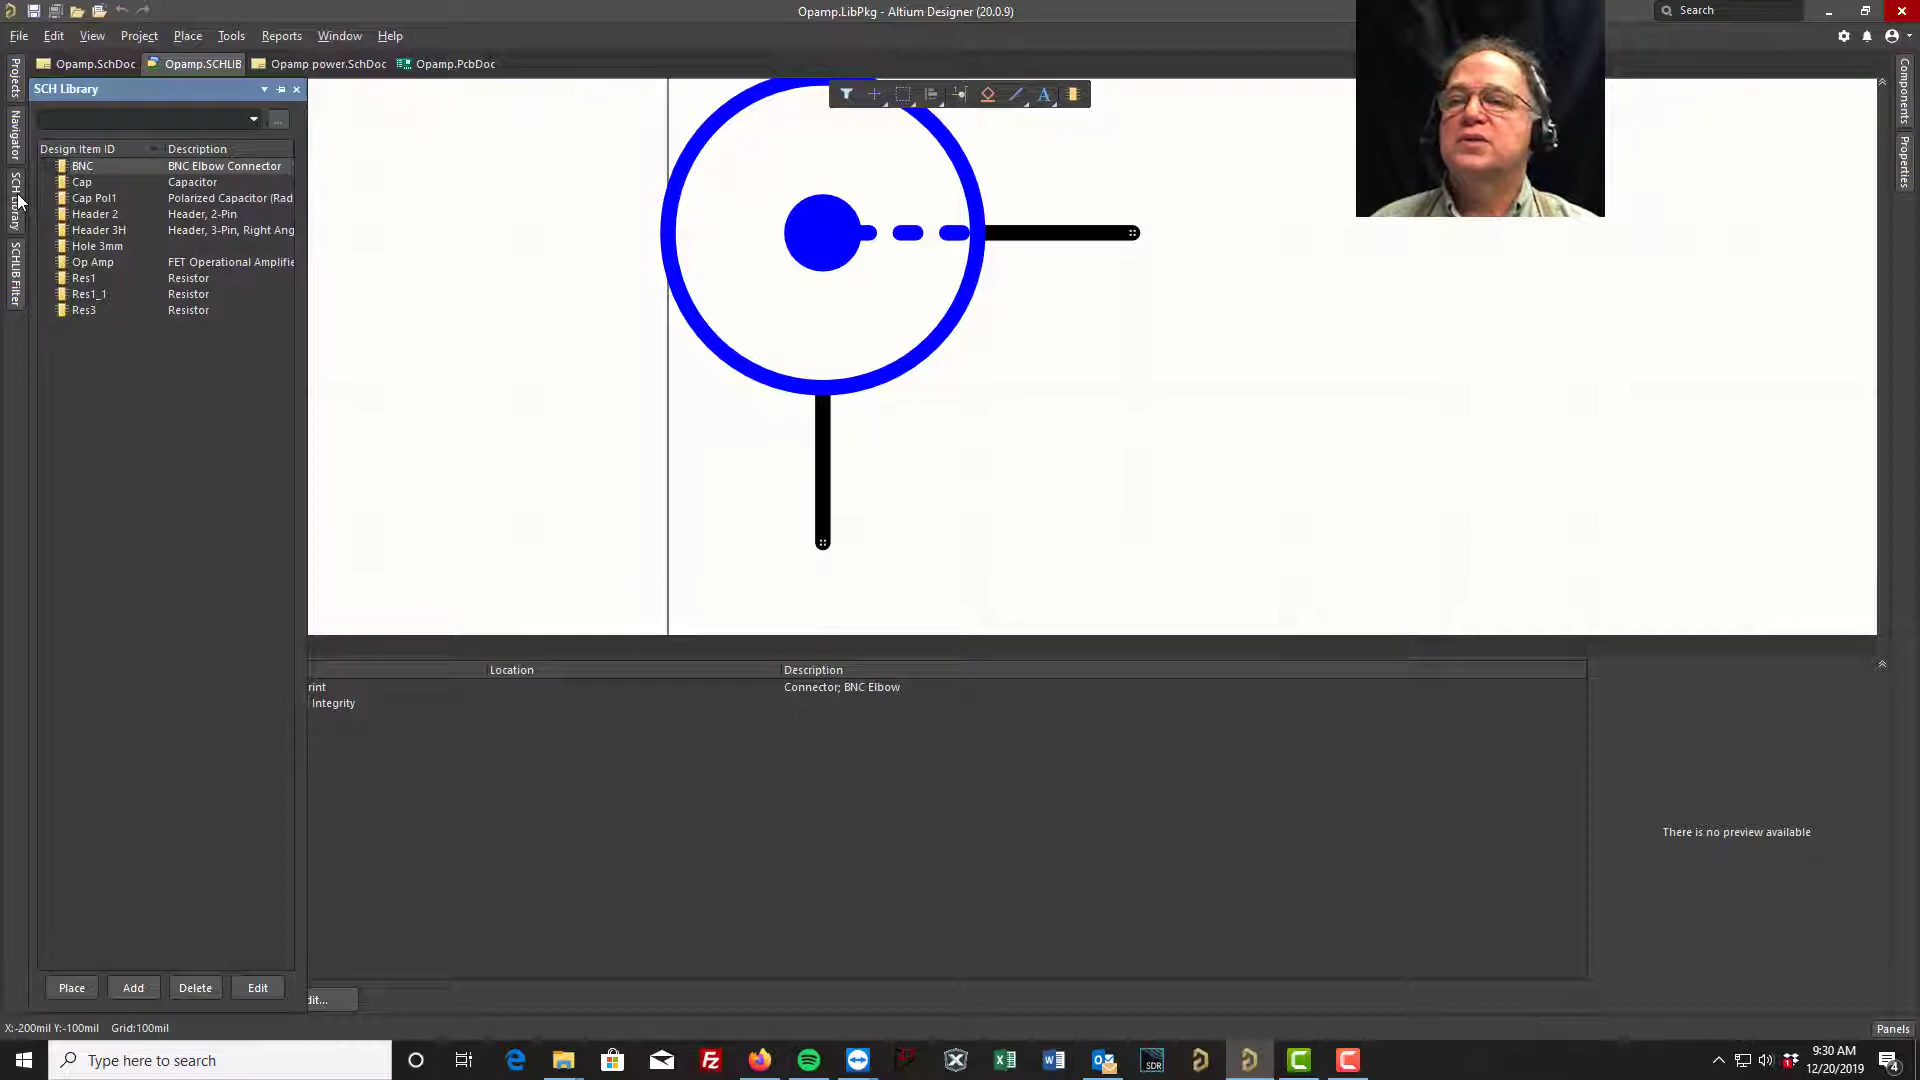 Opamp.LibPkg - Altium Designer (20.0.9)
Search
File Edit View Project Place Tools Reports Window Help
Opamp.SchDoc Opamp.SCHLIB Opamp power.SchDoc Opamp.PcbDoc
Projects
Navigator
SCH Library
SCHLIB Filter
SCH Library
...
Design Item ID Description
BNC BNC Elbow Connector
Cap Capacitor
Cap Pol1 Polarized Capacitor (Rad
Header 2 Header, 2-Pin
Header 3H Header, 3-Pin, Right Ang
Hole 3mm
Op Amp FET Operational Amplifie
Res1 Resistor
Res1_1 Resistor
Res3 Resistor
Place Add Delete Edit
A
Components
Properties
Location Description
rint Connector; BNC Elbow
Integrity
There is no preview available
dit...
X:-200mil Y:-100mil Grid:100mil
Panels
Type here to search
SDR
9:30 AM
12/20/2019
4